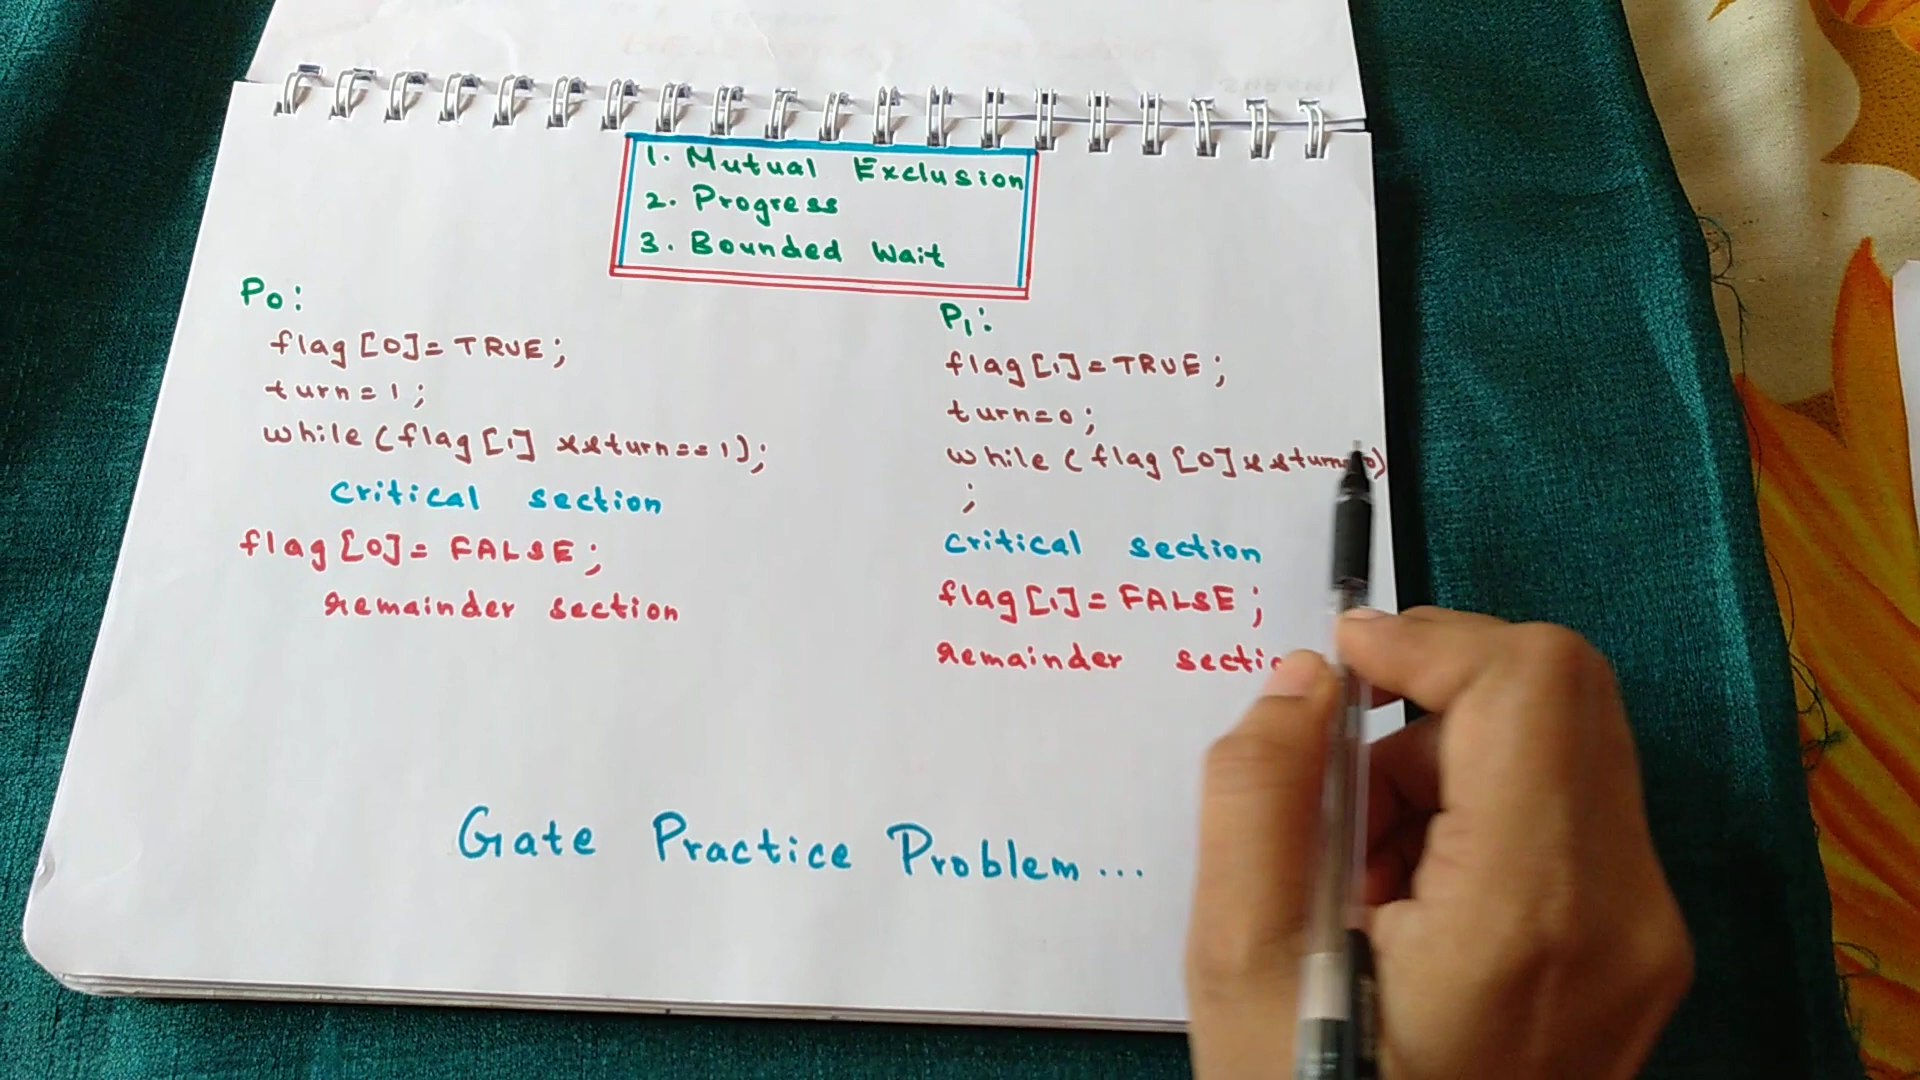 1. Mutual Exclusion
2. Progress
3. Bounded Wait
P0:
flag[0]=TRUE;
turn=1;
while(flag[1] &&turn==1);
critical section
flag[0]=FALSE;
remainder section
P1:
flag[1]=TRUE;
turn=0;
while(flag[0]&&turn
;
critical section
flag[1]=FALSE;
remainder
Gate Practice Problem...